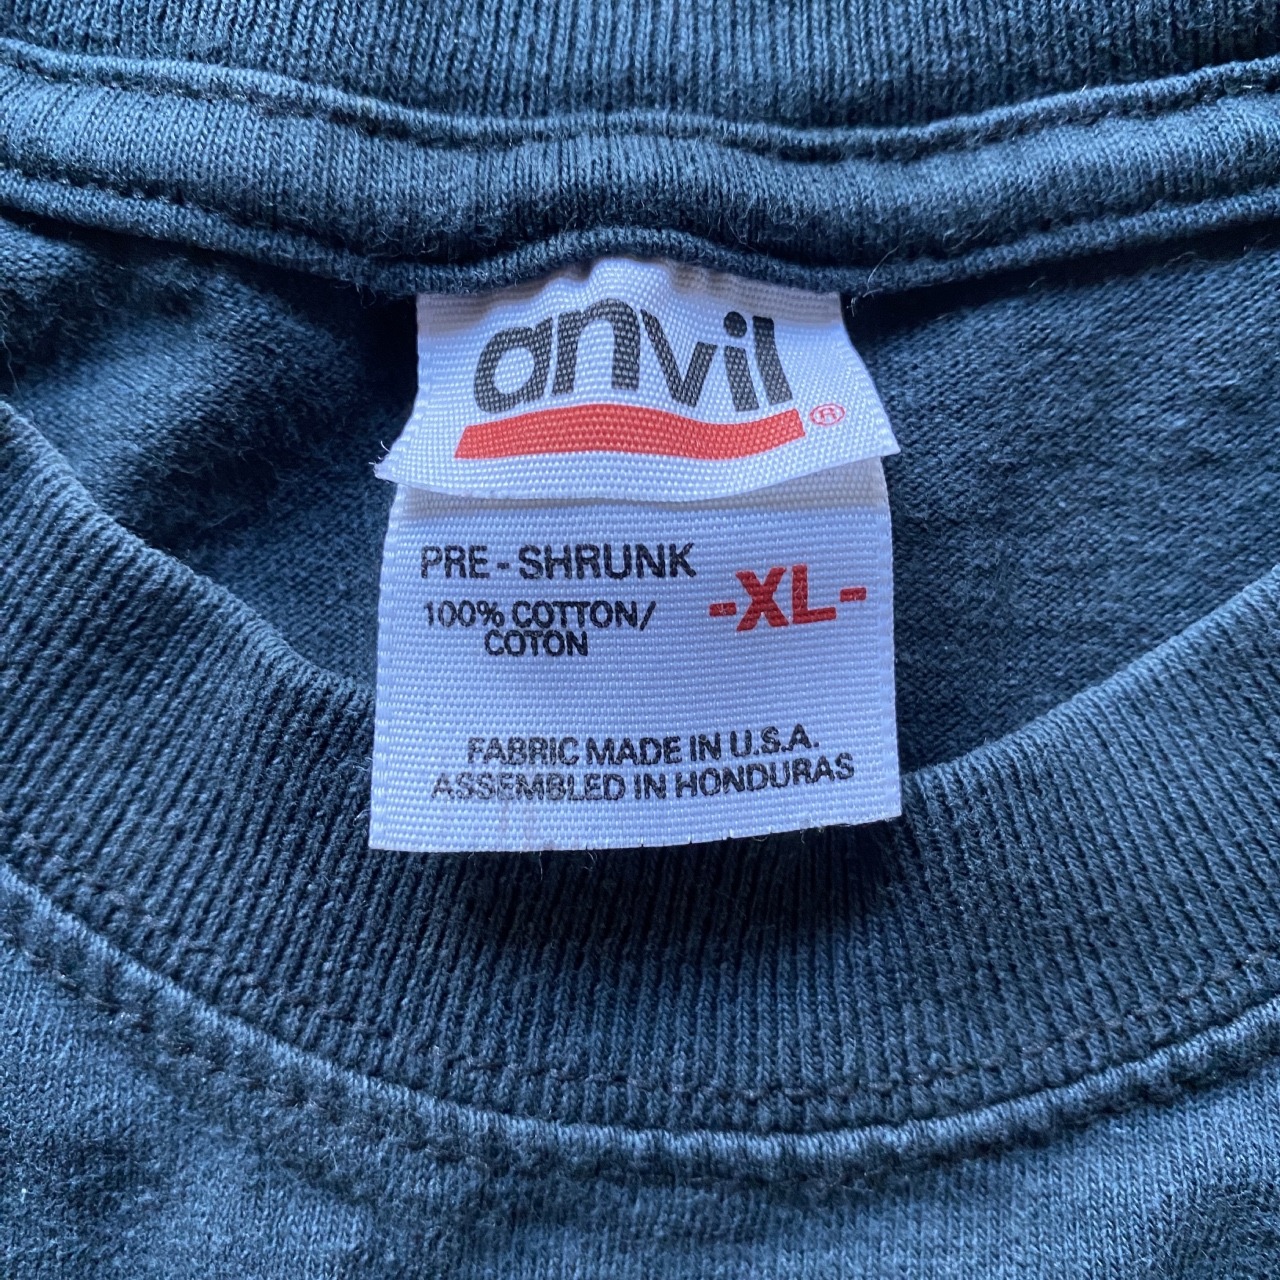 anvil®
PRE-SHRUNK
-XL-
100% COTTON/
COTON
FABRIC MADE IN U.S.A.
ASSEMBLED IN HONDURAS